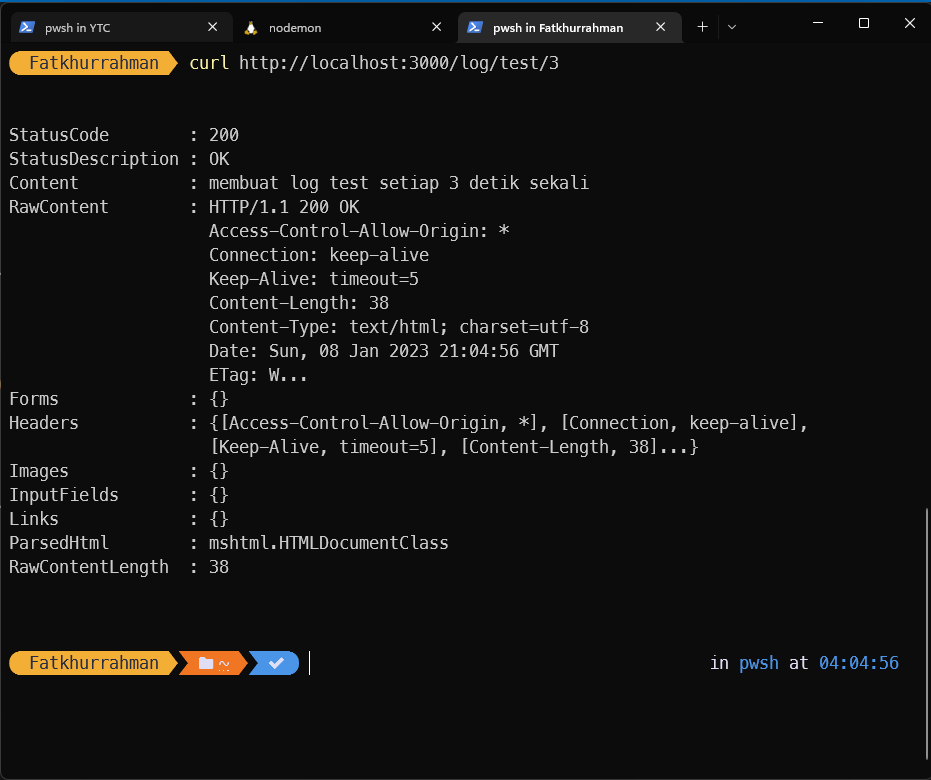 pwsh in YTC
nodemon
pwsh in Fatkhurrahman
Fatkhurrahman curl http://localhost:3000/log/test/3
StatusCode : 200
StatusDescription : OK
Content : membuat log test setiap 3 detik sekali
RawContent : HTTP/1.1 200 OK
Access-Control-Allow-Origin: *
Connection: keep-alive
Keep-Alive: timeout=5
Content-Length: 38
Content-Type: text/html; charset=utf-8
Date: Sun, 08 Jan 2023 21:04:56 GMT
ETag: W...
Forms : {}
Headers : {[Access-Control-Allow-Origin, *], [Connection, keep-alive],
[Keep-Alive, timeout=5], [Content-Length, 38]...}
Images : {}
InputFields : {}
Links : {}
ParsedHtml : mshtml.HTMLDocumentClass
RawContentLength : 38
Fatkhurrahman ~ in pwsh at 04:04:56